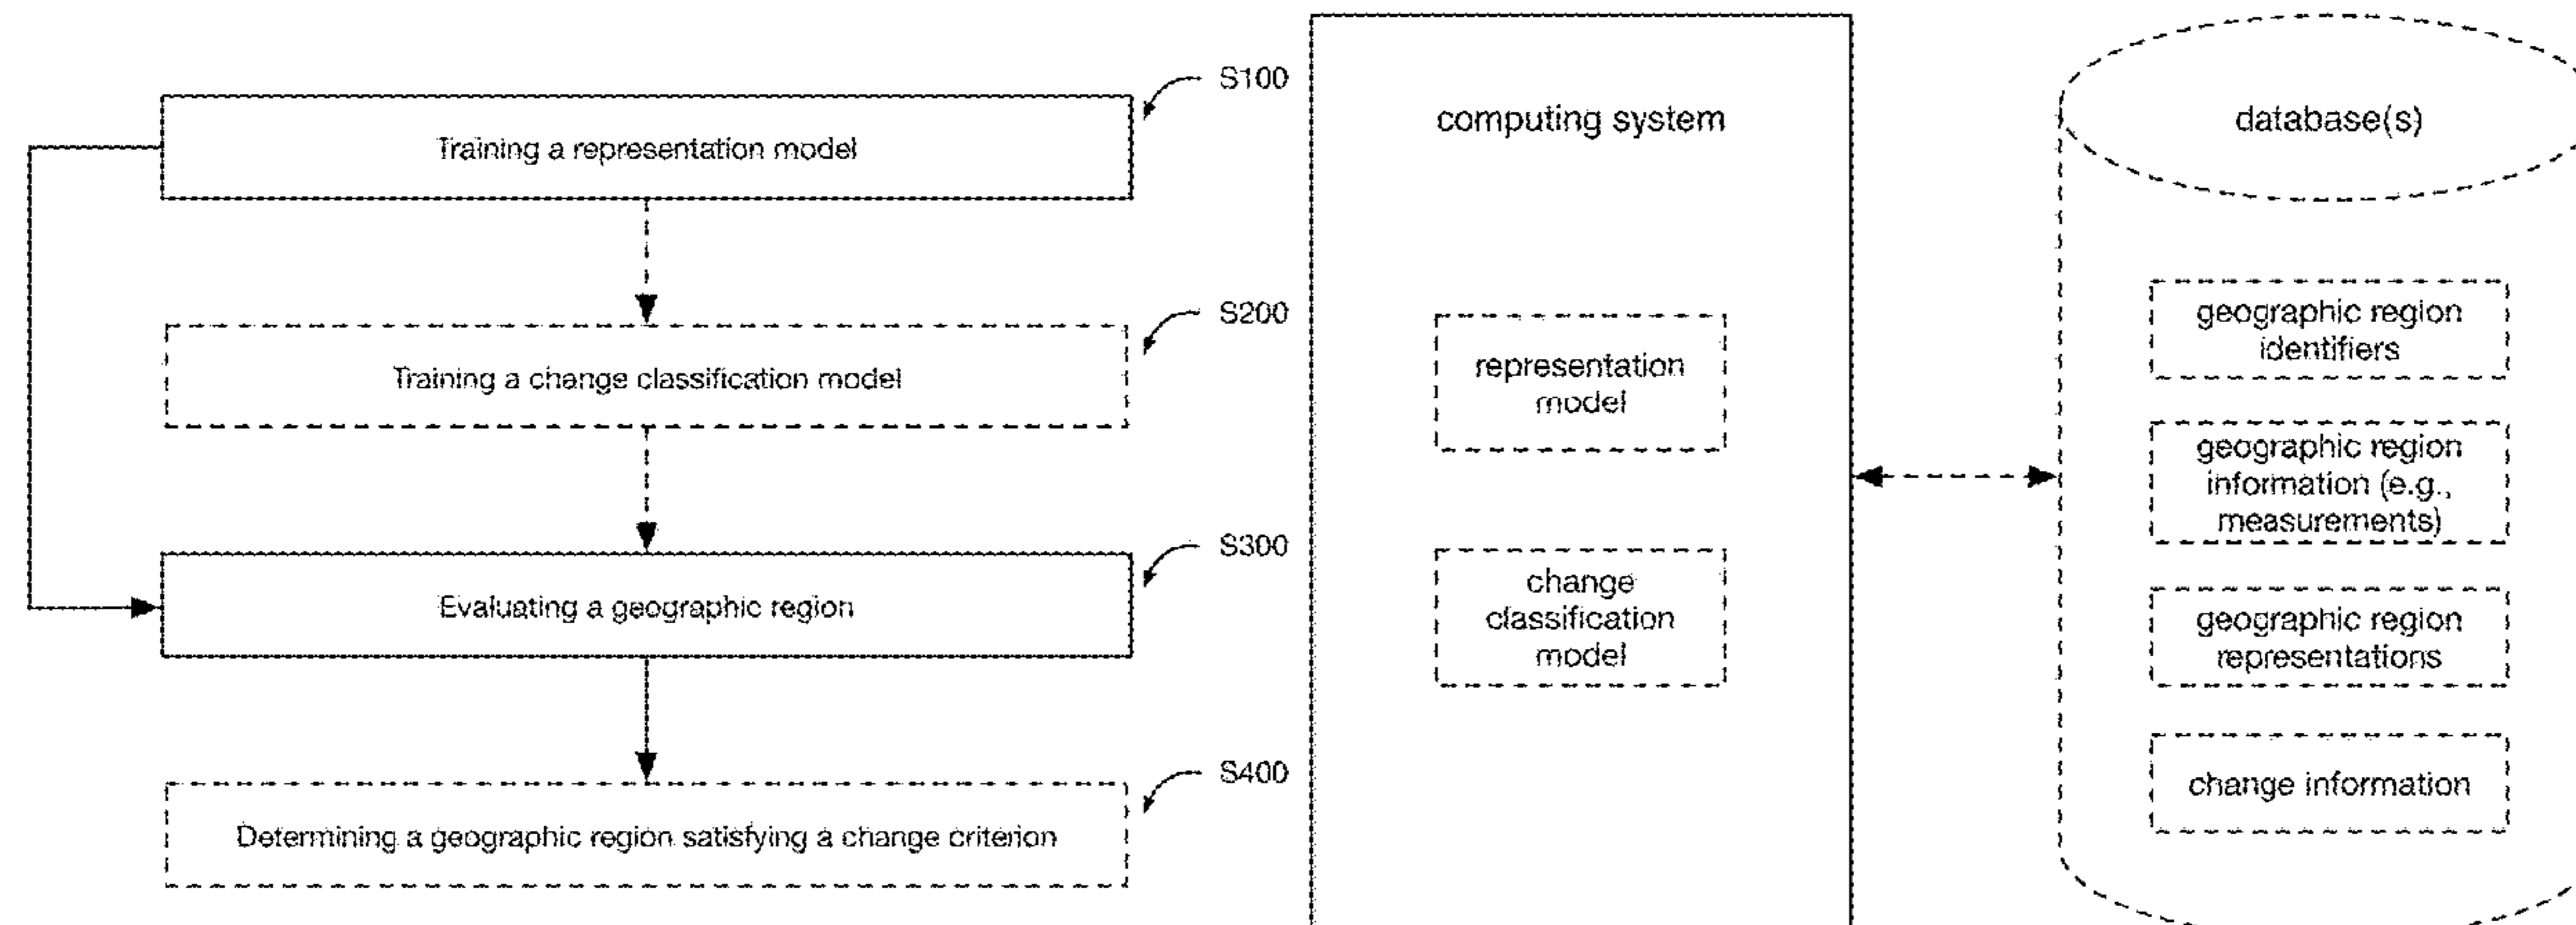 S100
Training a representation model
S200
Training a change classification model
S300
Evaluating a geographic region
S400
Determining a geographic region satisfying a change criterion
computing system
representation
model
change
classification
model
database(s)
geographic region
identifiers
geographic region
information (e.g.,
measurements)
geographic region
representations
change information